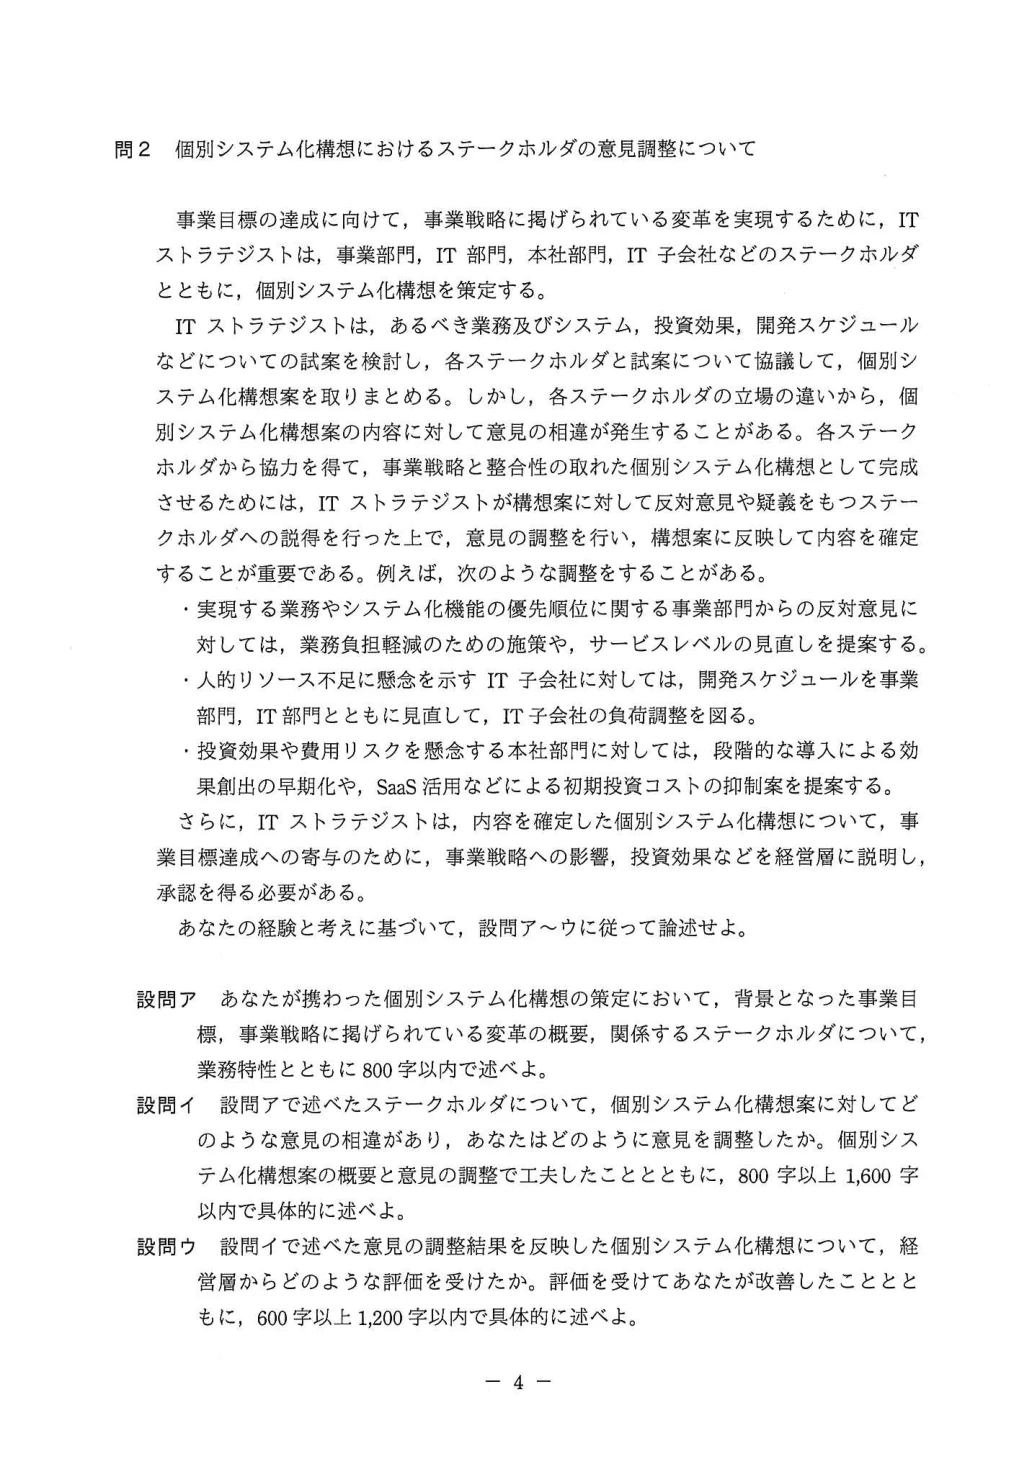 問2 個別システム化構想におけるステークホルダの意見調整について
事業目標の達成に向けて，事業戦略に掲げられている変革を実現するために，IT
ストラテジストは，事業部門，IT 部門，本社部門，IT 子会社などのステークホルダ
とともに，個別システム化構想を策定する。
IT ストラテジストは，あるべき業務及びシステム，投資効果，開発スケジュール
などについての試案を検討し，各ステークホルダと試案について協議して，個別シ
ステム化構想案を取りまとめる。しかし，各ステークホルダの立場の違いから，個
別システム化構想案の内容に対して意見の相違が発生することがある。各ステーク
ホルダから協力を得て，事業戦略と整合性の取れた個別システム化構想として完成
させるためには，IT ストラテジストが構想案に対して反対意見や疑義をもつステー
クホルダへの説得を行った上で，意見の調整を行い，構想案に反映して内容を確定
することが重要である。例えば，次のような調整をすることがある。
・実現する業務やシステム化機能の優先順位に関する事業部門からの反対意見に
対しては，業務負担軽減のための施策や，サービスレベルの見直しを提案する。
・人的リソース不足に懸念を示す IT 子会社に対しては，開発スケジュールを事業
部門，IT 部門とともに見直して，IT 子会社の負荷調整を図る。
・投資効果や費用リスクを懸念する本社部門に対しては，段階的な導入による効
果創出の早期化や，SaaS 活用などによる初期投資コストの抑制案を提案する。
さらに，IT ストラテジストは，内容を確定した個別システム化構想について，事
業目標達成への寄与のために，事業戦略への影響，投資効果などを経営層に説明し，
承認を得る必要がある。
あなたの経験と考えに基づいて，設問ア～ウに従って論述せよ。
設問ア あなたが携わった個別システム化構想の策定において，背景となった事業目
標，事業戦略に掲げられている変革の概要，関係するステークホルダについて，
業務特性とともに 800 字以内で述べよ。
設問イ 設問アで述べたステークホルダについて，個別システム化構想案に対してど
のような意見の相違があり，あなたはどのように意見を調整したか。個別シス
テム化構想案の概要と意見の調整で工夫したこととともに，800 字以上 1,600 字
以内で具体的に述べよ。
設問ウ 設問イで述べた意見の調整結果を反映した個別システム化構想について，経
営層からどのような評価を受けたか。評価を受けてあなたが改善したこととと
もに，600 字以上 1,200 字以内で具体的に述べよ。
－ 4 －